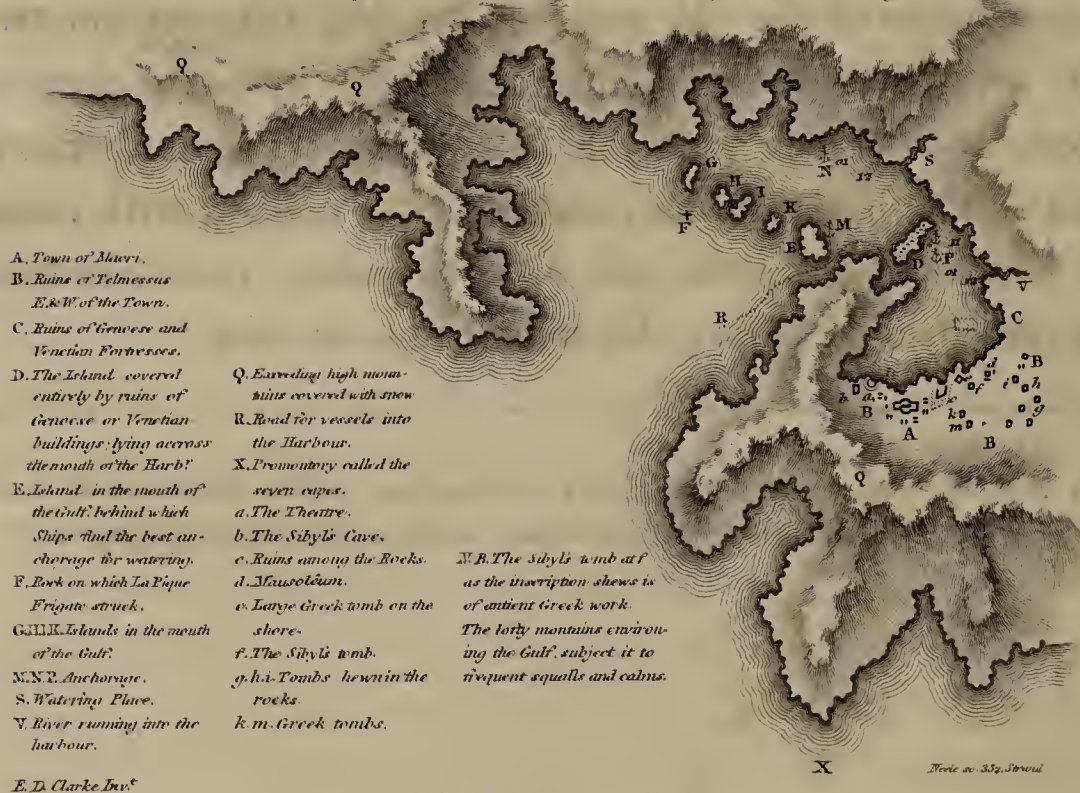 A. Town of Macri.
B. Ruins of Telmessus
E.& W. of the Town.
C. Ruins of Genoese and
Venetian Fortresses.
D. The Island covered
entirely by ruins of
Genoese or Venetian
buildings; lying accross
the mouth of the Harbr.
E. Island in the mouth of
the Gulf, behind which
Ships find the best an-
chorage for watering.
F. Rock on which La Pique
Frigate struck.
G.H.I.K. Islands in the mouth
of the Gulf.
M.N.P. Anchorage.
S. Watering Place.
V. River running into the
harbour.
E. D. Clarke Inv.t
Q. Exceeding high moun-
tains covered with snow
R. Road for vessels into
the Harbour.
X. Promontory called the
seven capes.
a. The Theatre.
b. The Sibyl's Cave.
c. Ruins among the Rocks.
d. Mausoléum.
e. Large Greek tomb on the
shore.
f. The Sibyl's tomb.
g.h.i. Tombs hewn in the
rocks.
k. m. Greek tombs.
N.B. The Sibyl's tomb at f
as the inscription shews is
of antient Greek work.
The lofty montains environ-
ing the Gulf, subject it to
frequent squalls and calms.
Q
Q
G
H
I
K
F
E
M
N
10
17
S
D
P
10
V
R
C
B
d
f
i
h
g
b
a
B
A
k
m
B
Q
X
Neele sc. 352, Strand